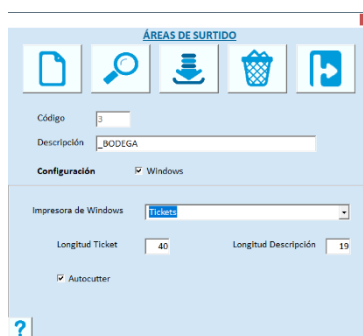 ÁREAS DE SURTIDO
Código 3
Descripción _BODEGA
Configuración Windows
Impresora de Windows Tickets
Longitud Ticket 40 Longitud Descripción 19
Autocutter
?